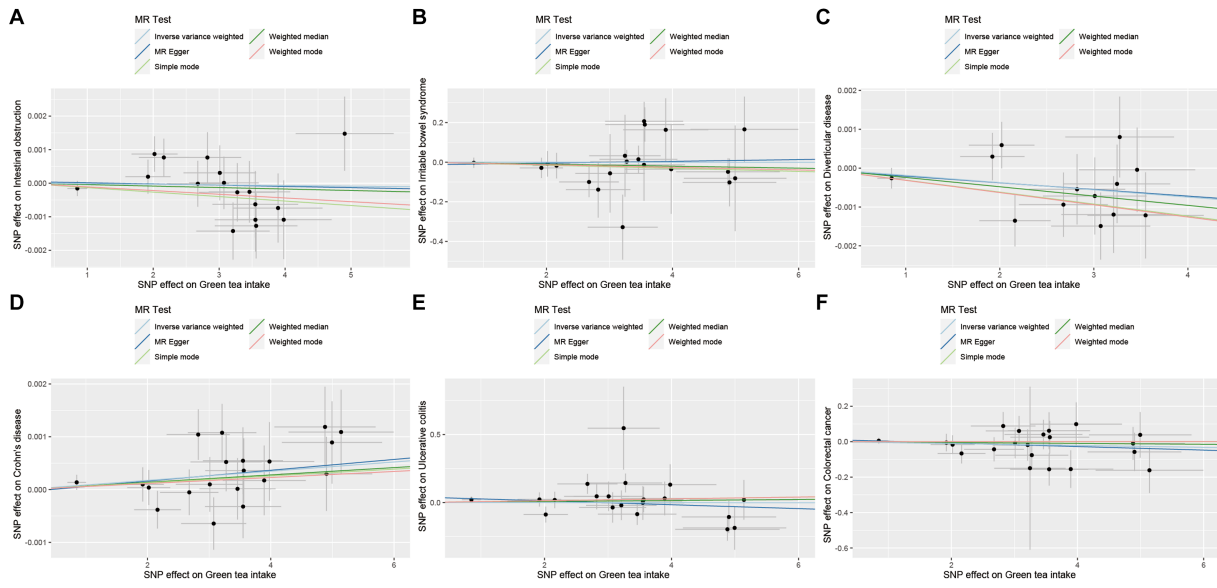 A
MR Test
Inverse variance weighted
Weighted median
MR Egger
Weighted mode
Simple mode
SNP effect on Intestinal obstruction
0.002
0.001
0.000
-0.001
-0.002
1
2
3
4
5
SNP effect on Green tea intake
B
MR Test
Inverse variance weighted
Weighted median
MR Egger
Weighted mode
Simple mode
SNP effect on Irritable bowel syndrome
0.2
0.0
-0.2
-0.4
2
4
6
SNP effect on Green tea intake
C
MR Test
Inverse variance weighted
Weighted median
MR Egger
Weighted mode
Simple mode
SNP effect on Diverticular disease
0.002
0.001
0.000
-0.001
-0.002
1
2
3
4
SNP effect on Green tea intake
D
MR Test
Inverse variance weighted
Weighted median
MR Egger
Weighted mode
Simple mode
SNP effect on Crohn's disease
0.002
0.001
0.000
-0.001
2
4
6
SNP effect on Green tea intake
E
MR Test
Inverse variance weighted
Weighted median
MR Egger
Weighted mode
Simple mode
SNP effect on Ulcerative colitis
0.5
0.0
2
4
6
SNP effect on Green tea intake
F
MR Test
Inverse variance weighted
Weighted median
MR Egger
Weighted mode
Simple mode
SNP effect on Colorectal cancer
0.2
0.0
-0.2
-0.4
-0.6
2
4
6
SNP effect on Green tea intake